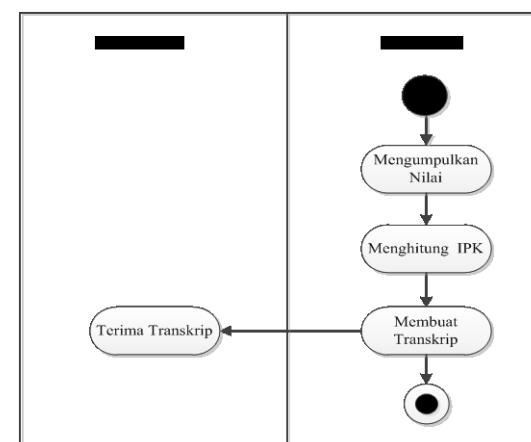 Mengumpulkan
Nilai
Menghitung IPK
Terima Transkrip
Membuat
Transkrip